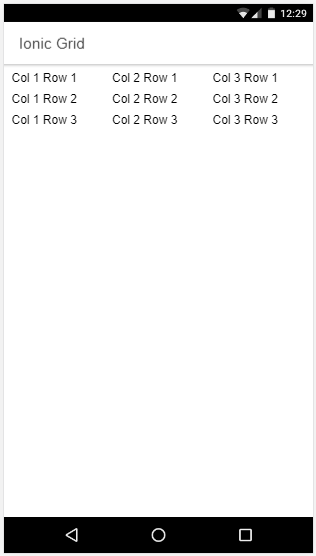 12:29
Ionic Grid
Col 1 Row 1 Col 2 Row 1 Col 3 Row 1
Col 1 Row 2 Col 2 Row 2 Col 3 Row 2
Col 1 Row 3 Col 2 Row 3 Col 3 Row 3